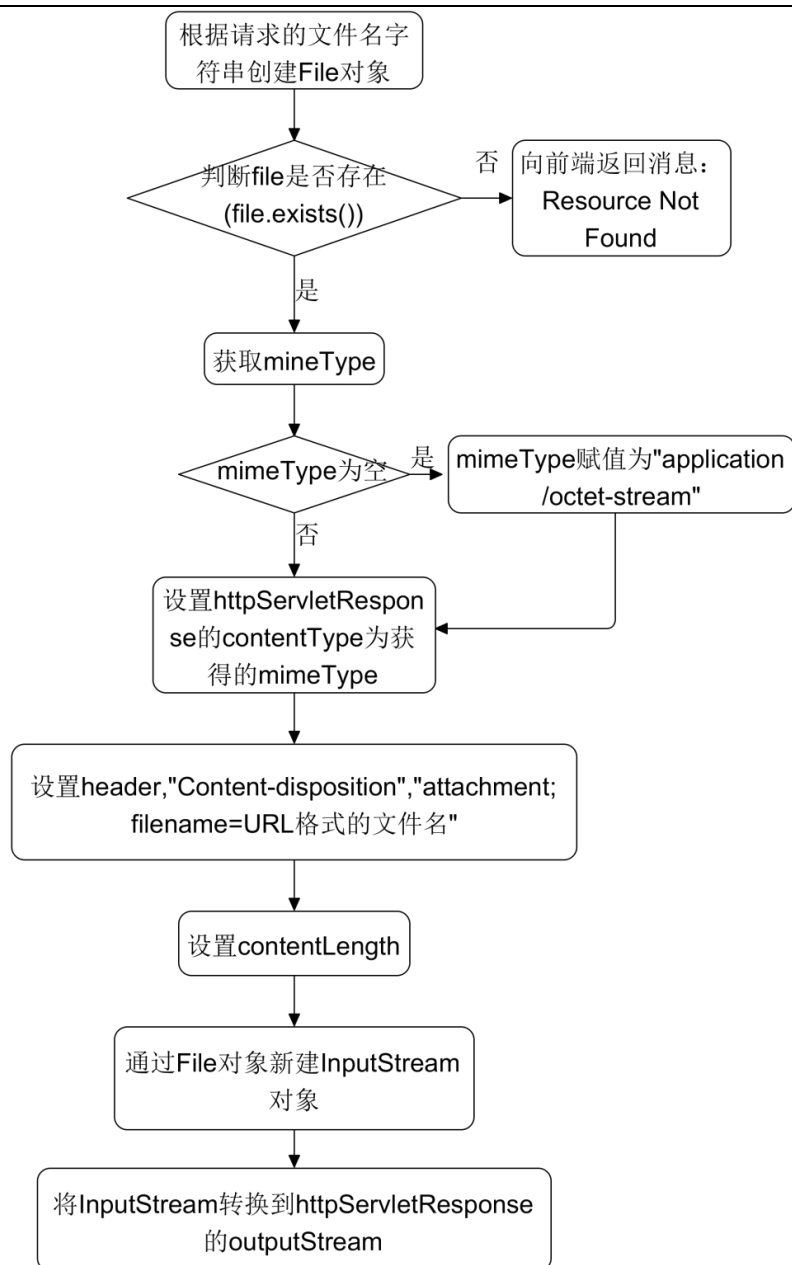 根据请求的文件名字
符串创建File对象
判断file是否存在
(file.exists())
否
向前端返回消息：
Resource Not
Found
是
获取mineType
mimeType为空
是
mimeType赋值为"application
/octet-stream"
否
设置httpServletRespon
se的contentType为获
得的mimeType
设置header,"Content-disposition","attachment;
filename=URL格式的文件名"
设置contentLength
通过File对象新建InputStream
对象
将InputStream转换到httpServletResponse
的outputStream